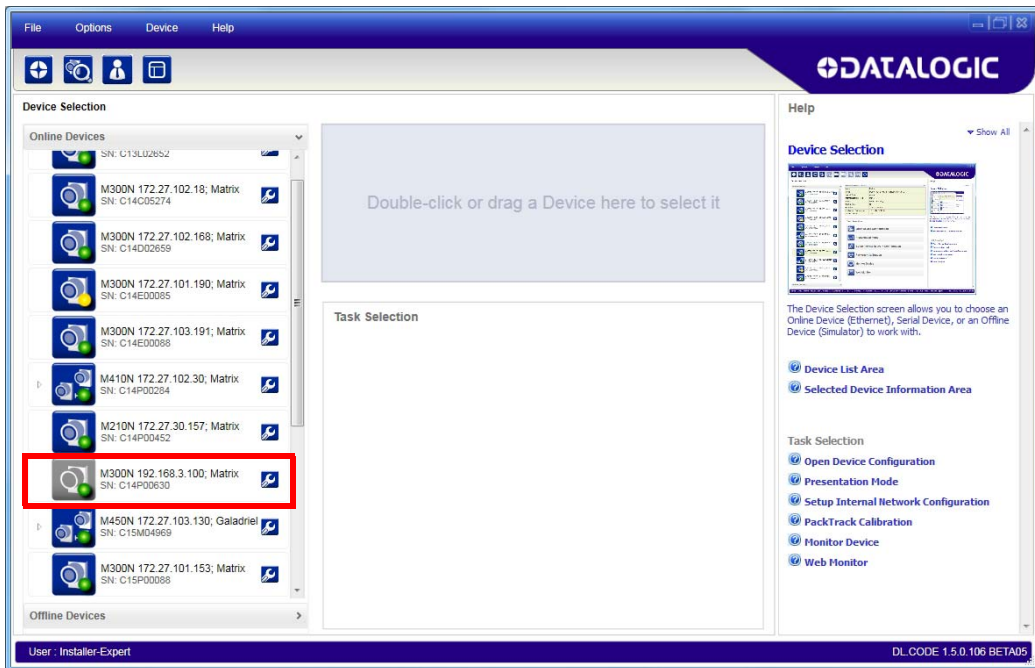 File Options Device Help
DATALOGIC
Device Selection
Online Devices
SN: C13L02652
M300N 172.27.102.18; Matrix
SN: C14C05274
M300N 172.27.102.168; Matrix
SN: C14D02659
M300N 172.27.101.190; Matrix
SN: C14E00085
M300N 172.27.103.191; Matrix
SN: C14E00088
M410N 172.27.102.30; Matrix
SN: C14P00284
M210N 172.27.30.157; Matrix
SN: C14P00452
M300N 192.168.3.100; Matrix
SN: C14P00630
M450N 172.27.103.130; Galadriel
SN: C15M04969
M300N 172.27.101.153; Matrix
SN: C15P00088
Offline Devices
Double-click or drag a Device here to select it
Task Selection
Help
Show All
Device Selection
The Device Selection screen allows you to choose an
Online Device (Ethernet), Serial Device, or an Offline
Device (Simulator) to work with.
Device List Area
Selected Device Information Area
Task Selection
Open Device Configuration
Presentation Mode
Setup Internal Network Configuration
PackTrack Calibration
Monitor Device
Web Monitor
User : Installer-Expert
DL.CODE 1.5.0.106 BETA05